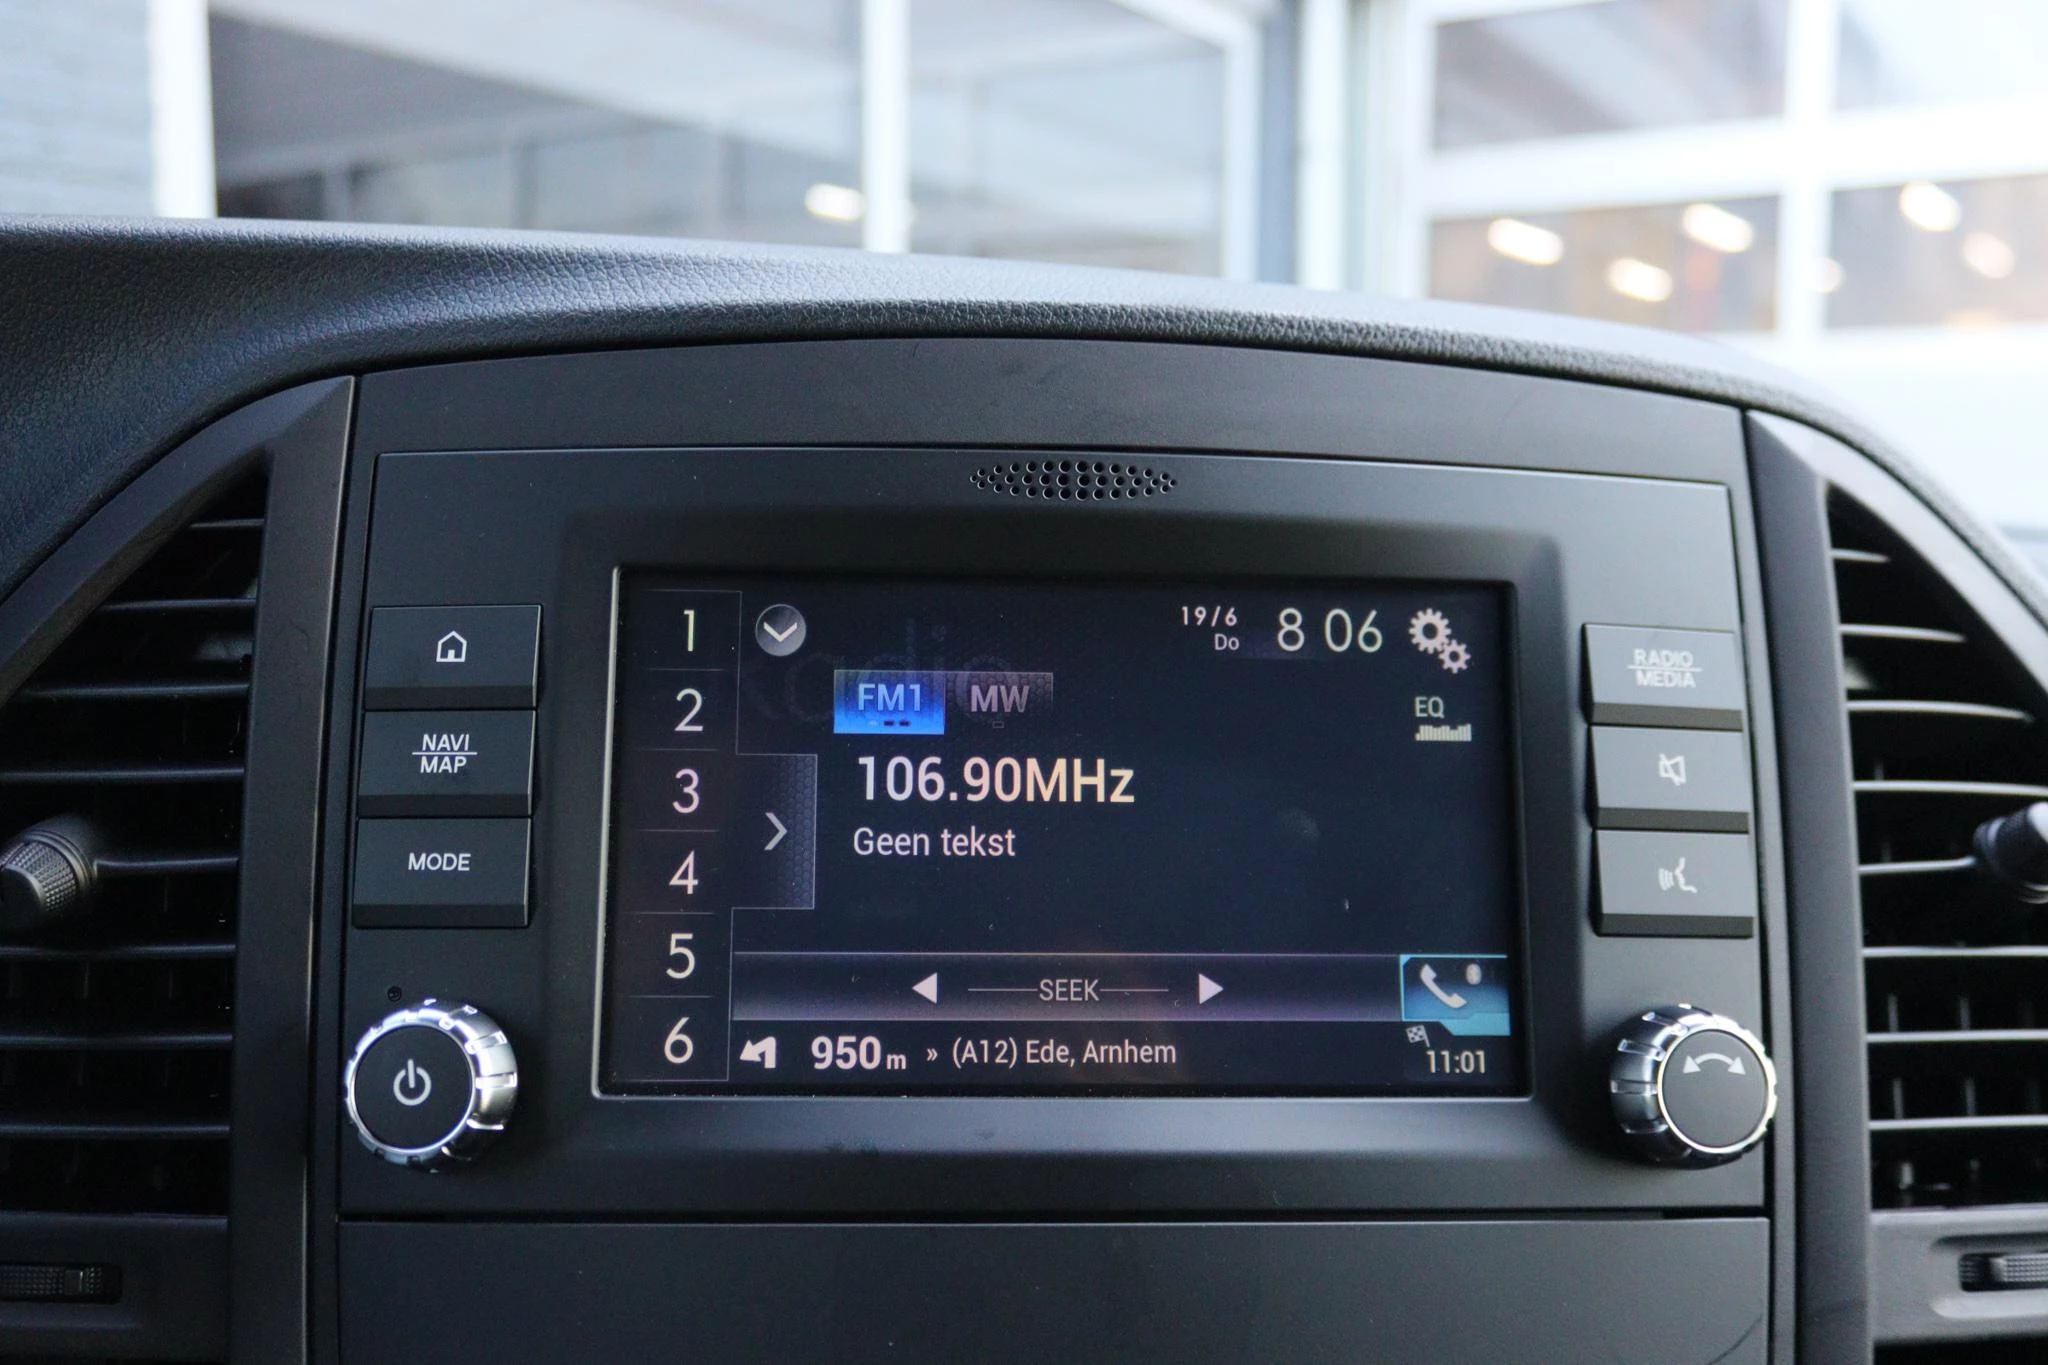 NAVI
MAP
MODE
1
2
3
4
5
6
19/6
Do
8 06
FM1 MW
EQ
106.90MHz
Geen tekst
SEEK
950m » (A12) Ede, Arnhem
11:01
RADIO
MEDIA